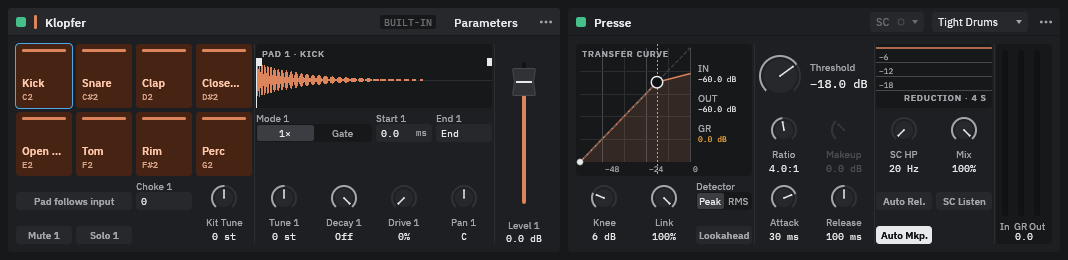 Klopfer
BUILT-IN
Parameters
Kick
C2
Snare
C#2
Clap
D2
Close...
D#2
Open ...
E2
Tom
F2
Rim
F#2
Perc
G2
Pad follows input
Choke 1
0
Mute 1
Solo 1
Kit Tune
0 st
PAD 1 · KICK
Mode 1
1×
Gate
Start 1
0.0 ms
End 1
End
Tune 1
0 st
Decay 1
Off
Drive 1
0%
Pan 1
C
Level 1
0.0 dB
Presse
SC
Tight Drums
TRANSFER CURVE
-48
-24
0
IN
-60.0 dB
OUT
-60.0 dB
GR
0.0 dB
Knee
6 dB
Link
100%
Detector
Peak
RMS
Lookahead
Threshold
-18.0 dB
Ratio
4.0:1
Makeup
0.0 dB
Attack
30 ms
Release
100 ms
-6
-12
-18
REDUCTION · 4 S
SC HP
20 Hz
Mix
100%
Auto Rel.
SC Listen
Auto Mkp.
In GR Out
0.0